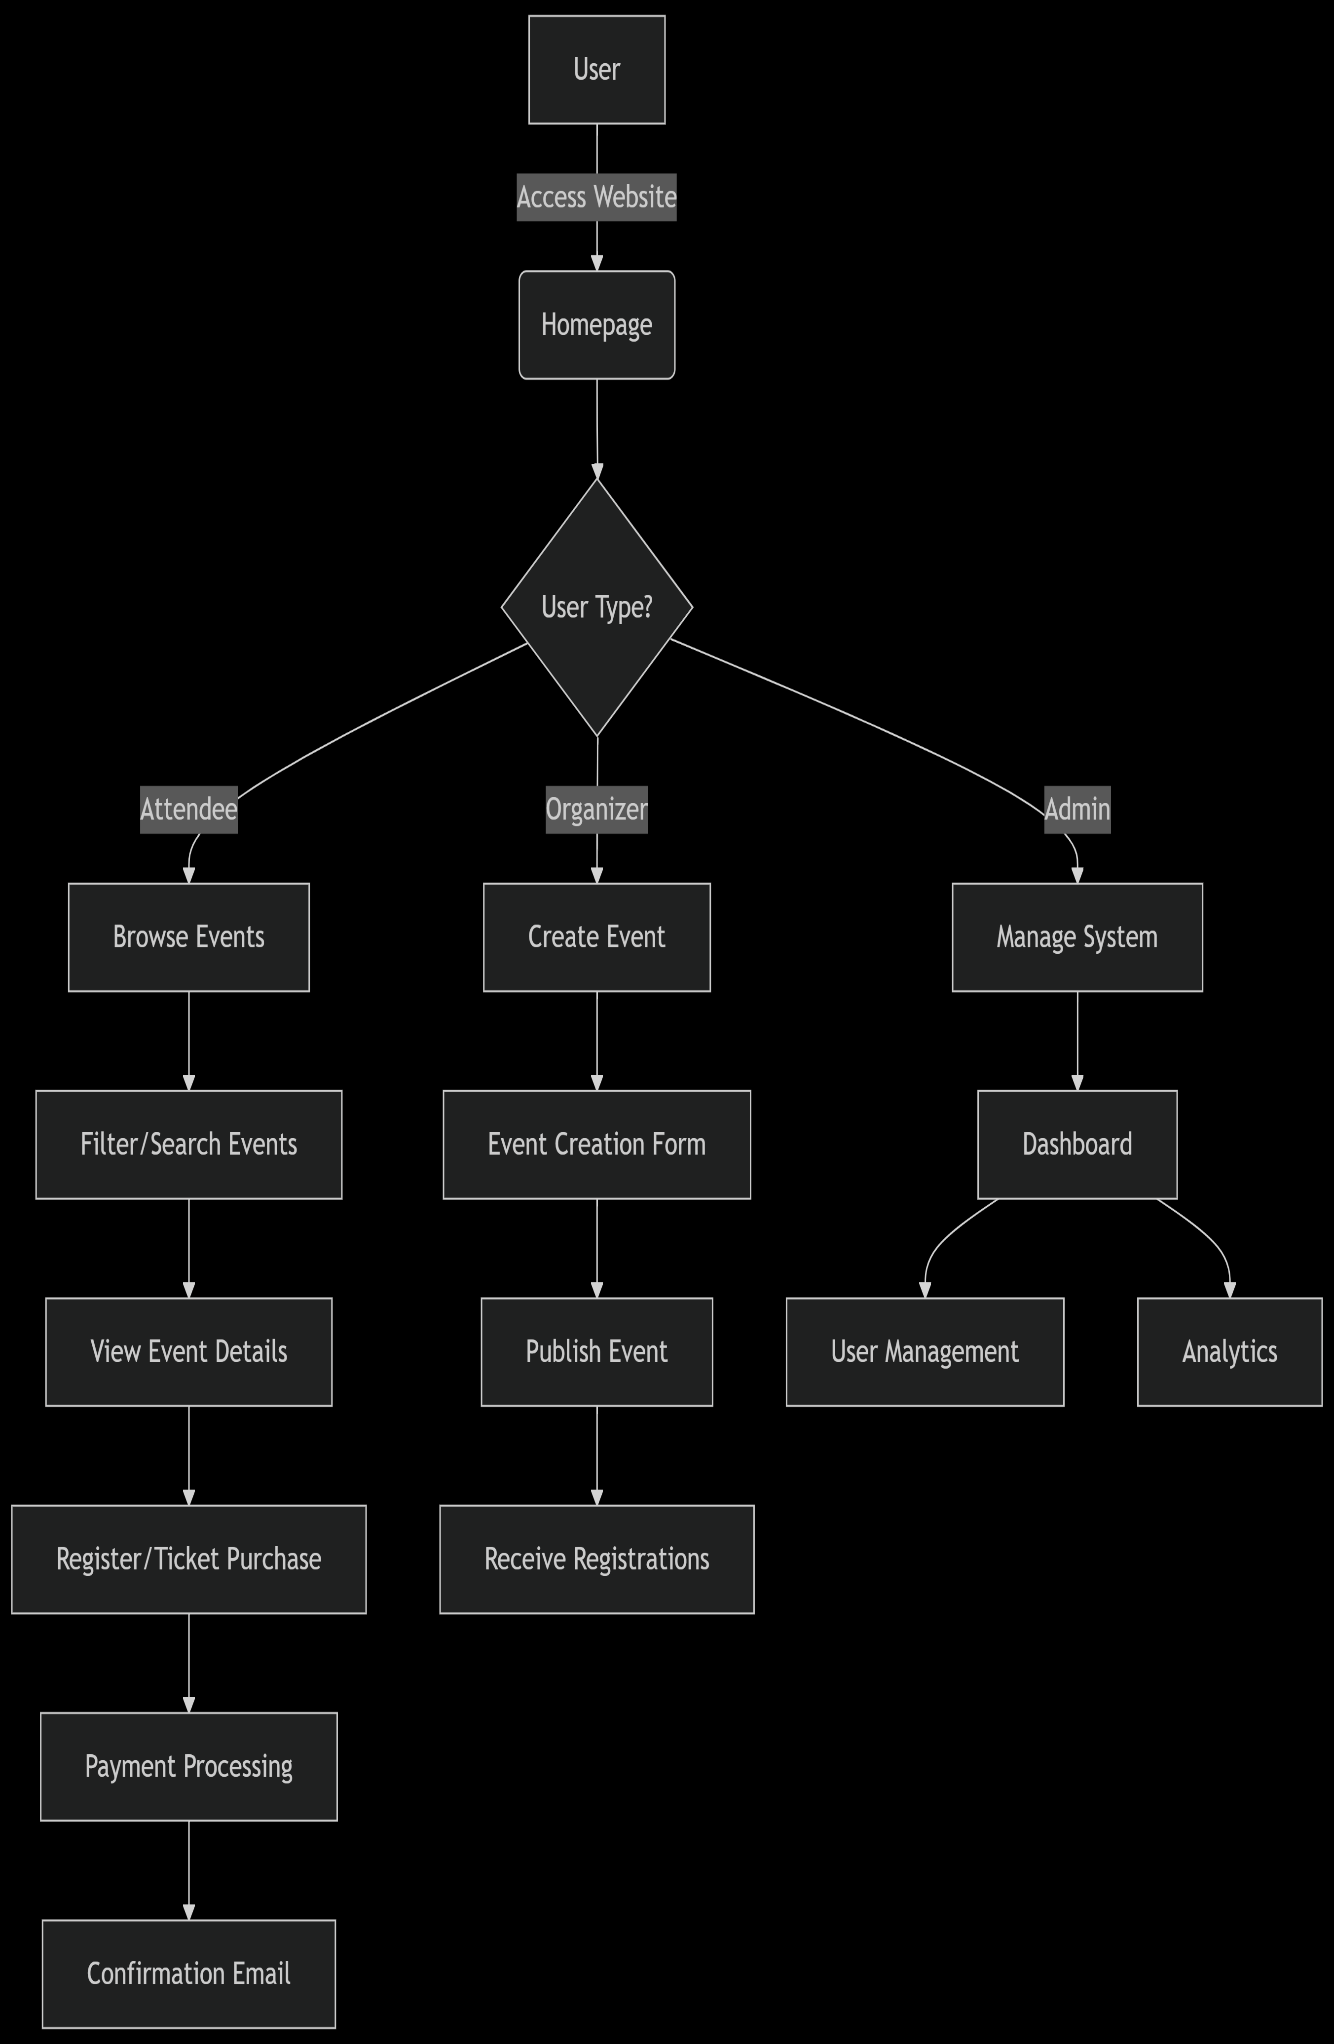 User
Access Website
Homepage
User Type?
Attendee
Organizer
Admin
Browse Events
Create Event
Manage System
Filter/Search Events
Event Creation Form
Dashboard
View Event Details
Publish Event
User Management
Analytics
Register/Ticket Purchase
Receive Registrations
Payment Processing
Confirmation Email